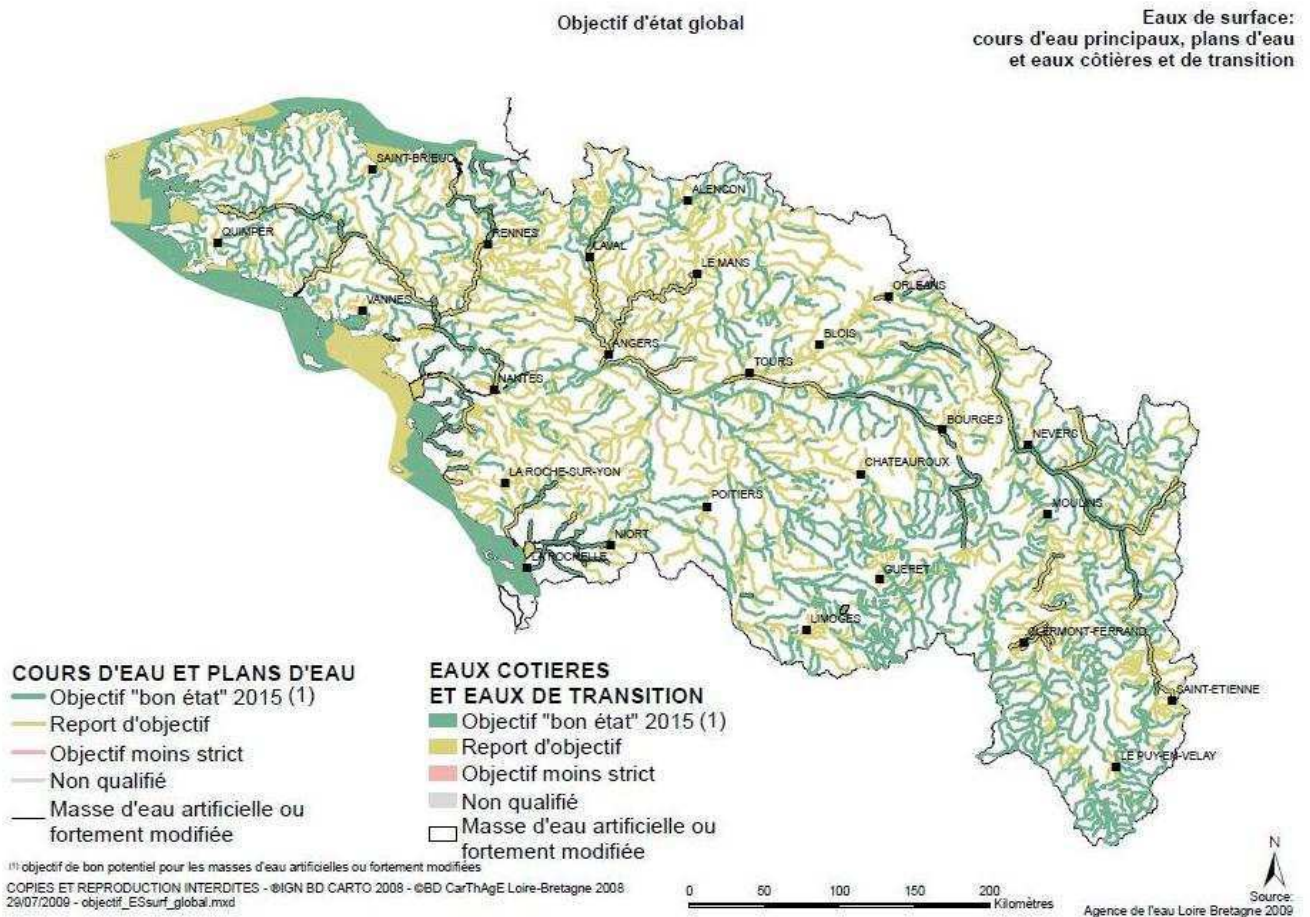 Objectif d'état global
Eaux de surface:
cours d'eau principaux, plans d'eau
et eaux côtières et de transition
SAINT-BRIEUC
ALENCON
QUIMPER
RENNES
LAVAL
LE MANS
ORLEANS
VANNES
BLOIS
ANGERS
TOURS
NANTES
BOURGES
NEVERS
CHATEAUROUX
LA ROCHE-SUR-YON
POITIERS
MOULINS
NIORT
LA ROCHELLE
GUERET
LIMOGES
CLERMONT-FERRAND
SAINT-ETIENNE
LE PUY-EN-VELAY
COURS D'EAU ET PLANS D'EAU
Objectif "bon état" 2015 (1)
Report d'objectif
Objectif moins strict
Non qualifié
Masse d'eau artificielle ou
fortement modifiée
EAUX COTIERES
ET EAUX DE TRANSITION
Objectif "bon état" 2015 (1)
Report d'objectif
Objectif moins strict
Non qualifié
Masse d'eau artificielle ou
fortement modifiée
(1) objectif de bon potentiel pour les masses d'eau artificielles ou fortement modifiées
COPIES ET REPRODUCTION INTERDITES - ®IGN BD CARTO 2008 - ©BD CarThAgE Loire-Bretagne 2008
29/07/2009 - objectif_ESsurf_global.mxd
0 50 100 150 200
Kilomètres
N
Source:
Agence de l'eau Loire Bretagne 2009